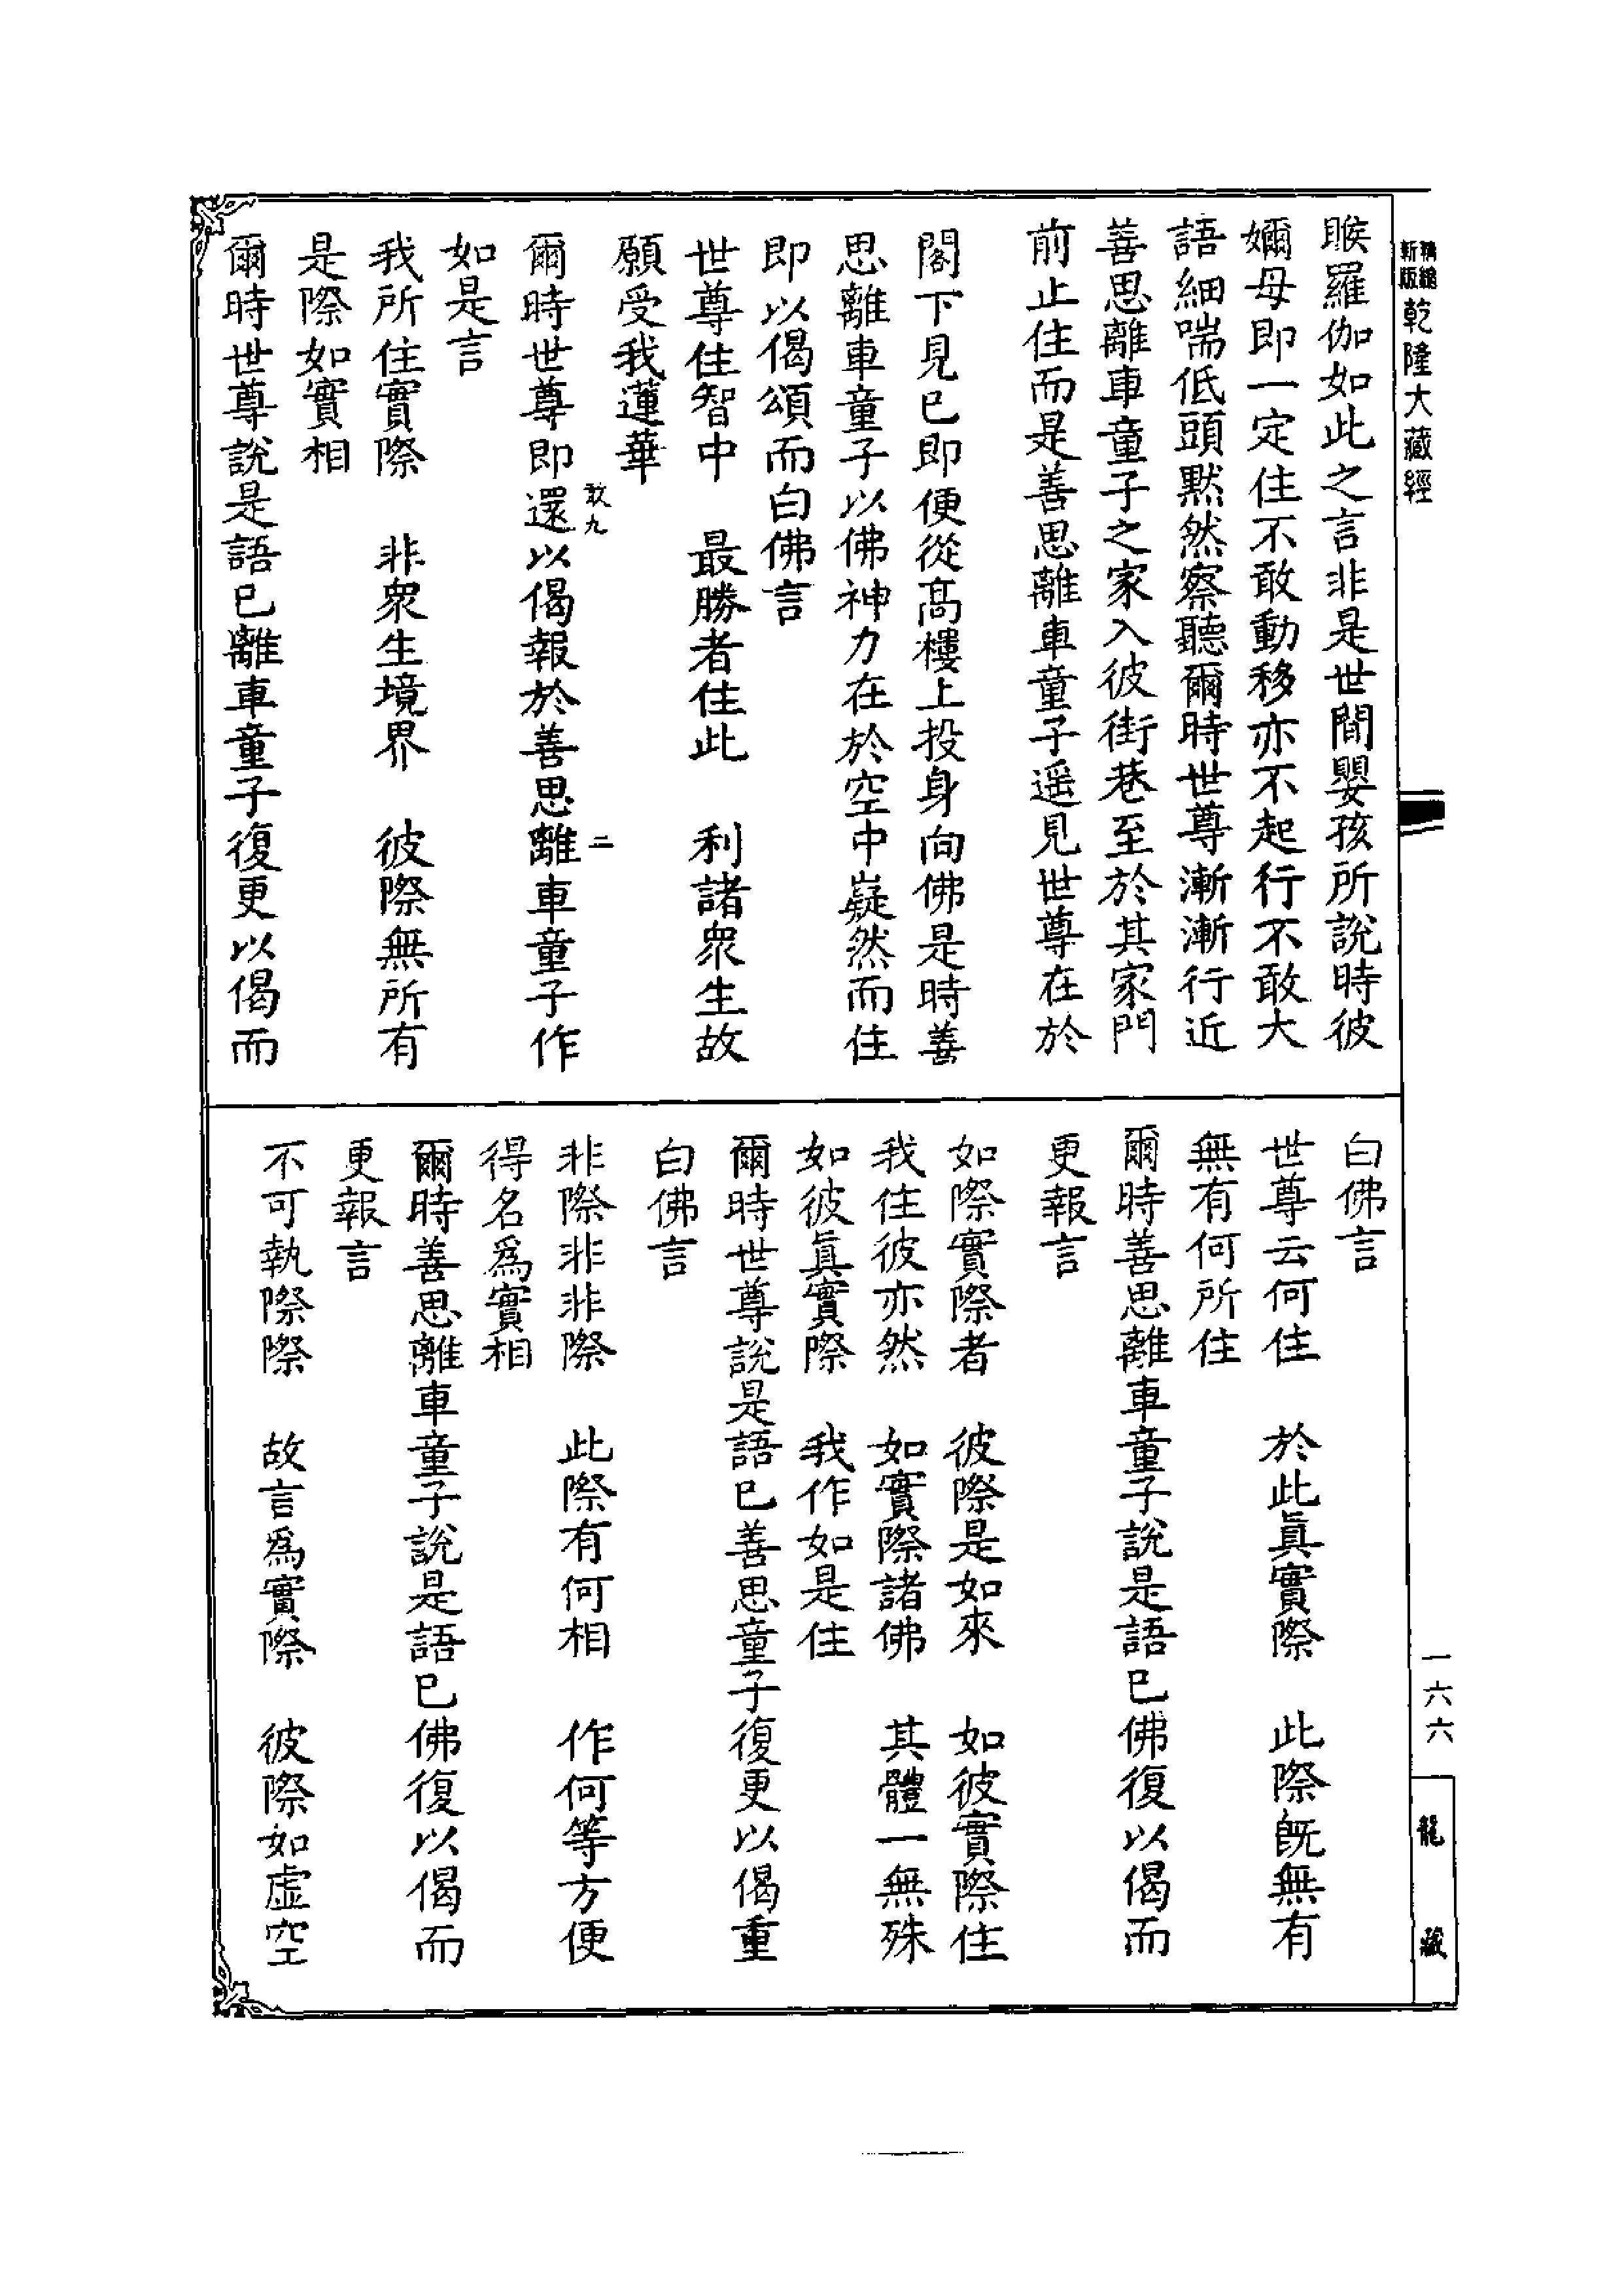 精縮
新版
乾隆大藏經
睺羅伽如此之言非是世間嬰孩所說時彼
嬭母即一定住不敢動移亦不起行不敢大
語細喘低頭默然察聽爾時世尊漸漸行近
善思離車童子之家入彼街巷至於其家門
前止住而是善思離車童子遥見世尊在於
閣下見已即便從高樓上投身向佛是時善
思離車童子以佛神力在於空中嶷然而住
即以偈頌而白佛言
世尊住智中　最勝者住此　利諸衆生故
願受我蓮華
敢九　二
爾時世尊即還以偈報於善思離車童子作
如是言
我所住實際　非衆生境界　彼際無所有
是際如實相
爾時世尊說是語已離車童子復更以偈而
白佛言
世尊云何住　於此眞實際　此際旣無有
無有何所住
爾時善思離車童子說是語已佛復以偈而
更報言
如際實際者　彼際是如來　如彼實際住
我住彼亦然　如實際諸佛　其體一無殊
如彼眞實際　我作如是住
爾時世尊說是語已善思童子復更以偈重
白佛言
非際非非際　此際有何相　作何等方便
得名爲實相
爾時善思離車童子說是語已佛復以偈而
更報言
不可執際際　故言爲實際　彼際如虛空
一六六
龍藏